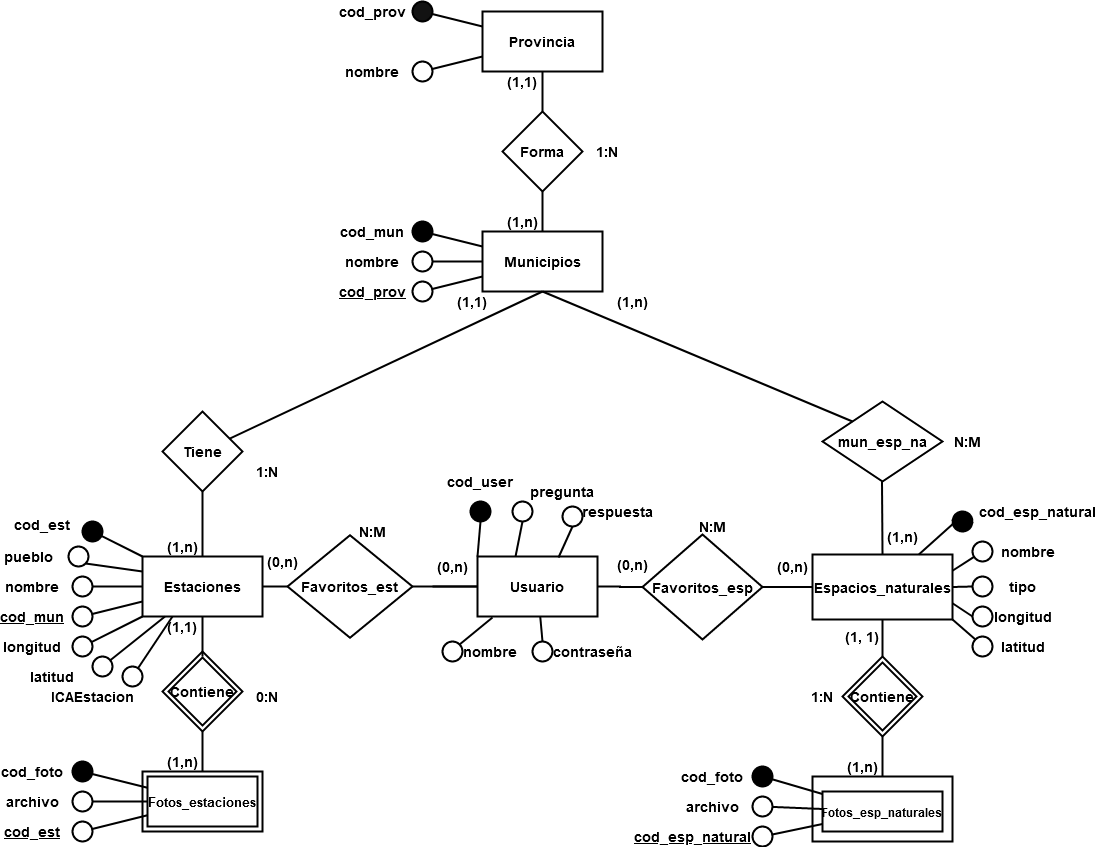 cod_prov
Provincia
nombre
(1,1)
Forma
1:N
(1,n)
cod_mun
nombre
Municipios
cod_prov
(1,1)
(1,n)
Tiene
1:N
mun_esp_na
N:M
cod_user
pregunta
respuesta
cod_est
pueblo
nombre
cod_mun
longitud
latitud
ICAEstacion
(1,n)
Estaciones
(1,1)
(0,n)
N:M
Favoritos_est
(0,n)
Usuario
nombre
contraseña
(0,n)
N:M
Favoritos_esp
(0,n)
(1,n)
Espacios_naturales
(1, 1)
cod_esp_natural
nombre
tipo
longitud
latitud
Contiene
0:N
1:N
Contiene
(1,n)
cod_foto
archivo
cod_est
Fotos_estaciones
(1,n)
cod_foto
archivo
cod_esp_natural
Fotos_esp_naturales